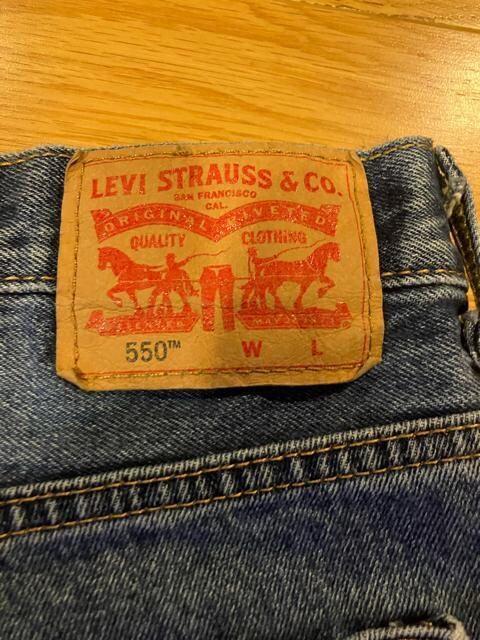 LEVI STRAUSS & CO.
SAN FRANCISCO
CAL.
ORIGINAL RIVETED
QUALITY CLOTHING
550™ W L